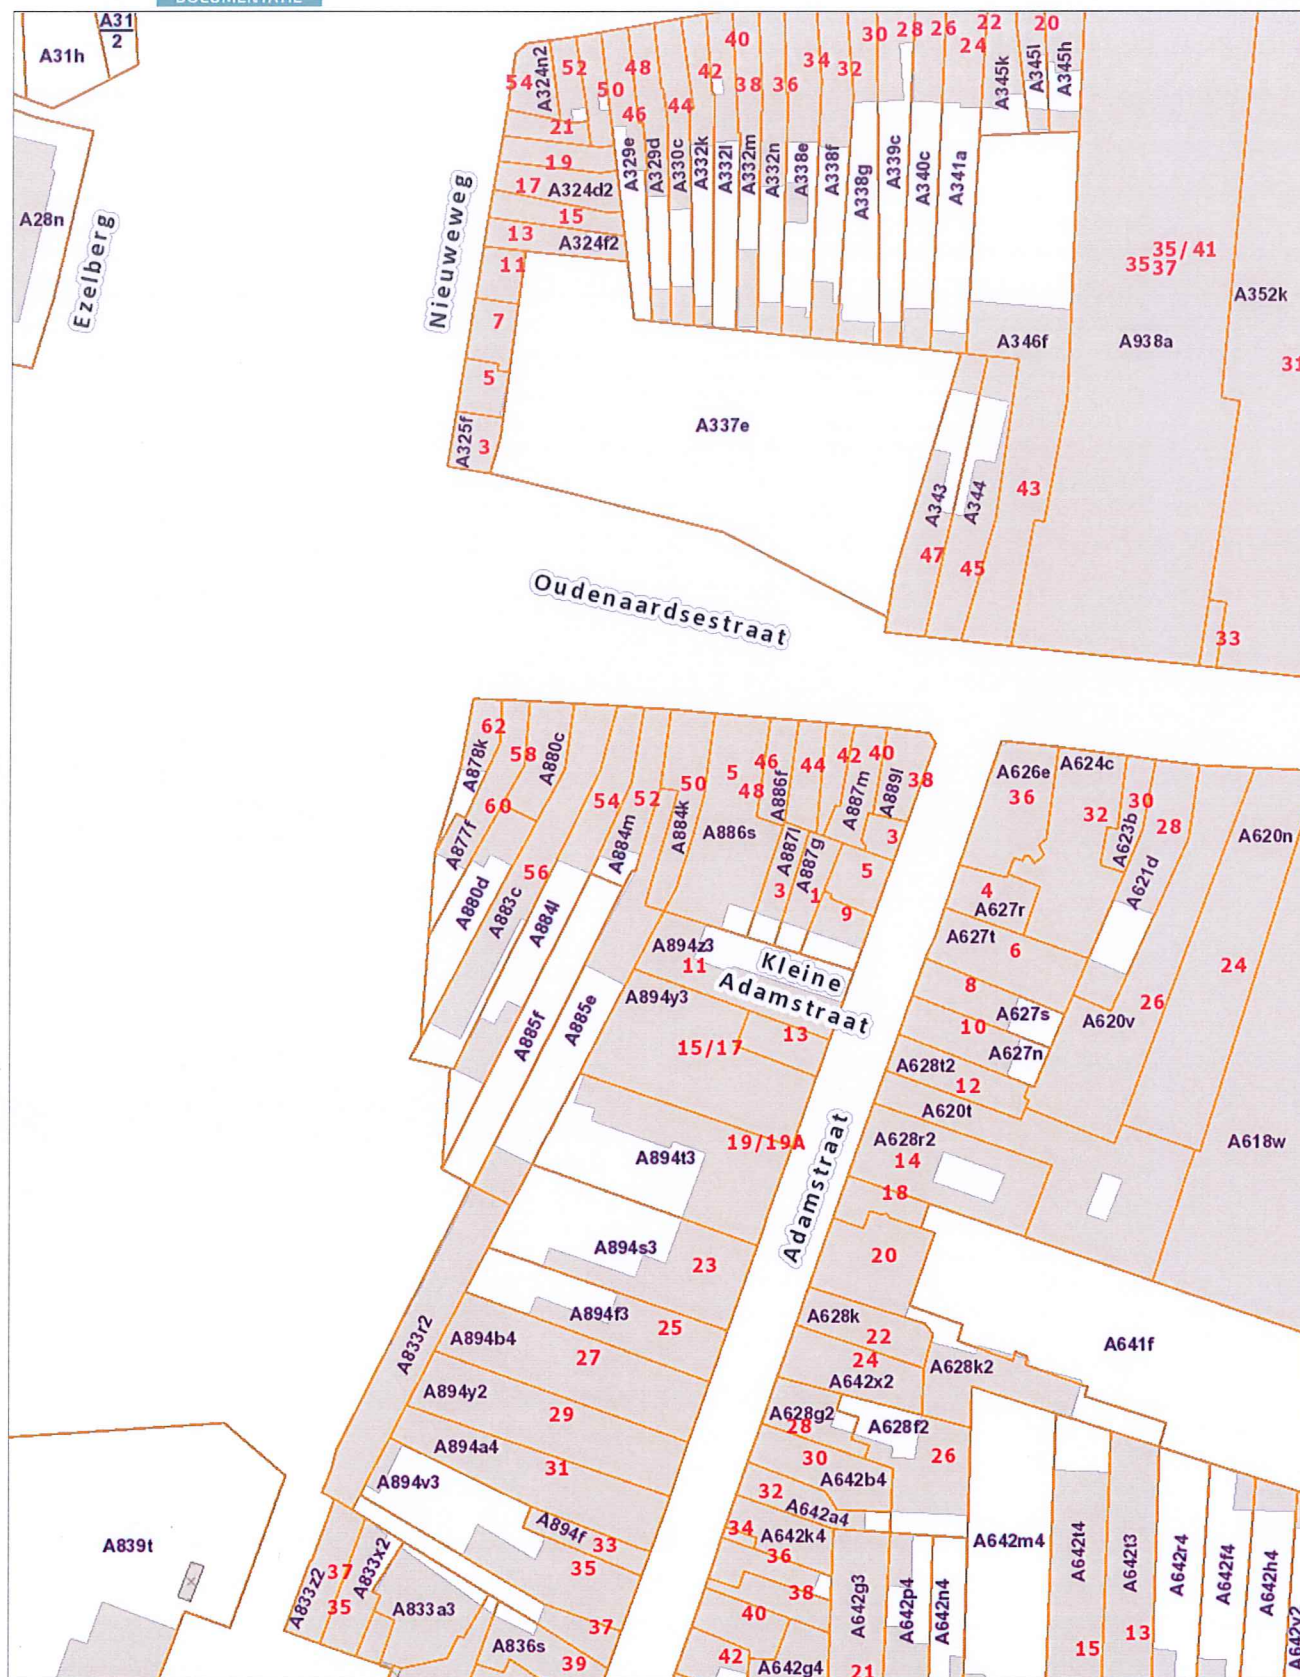 DOCUMENTATIE
A31h
A31
2
A28n
Ezelberg
Nieuweweg
54
A324n2
52
50
48
46
44
42
40
38
36
34
32
30
28
26
24
22
20
A345k
A345l
A345h
21
19
17
A324d2
15
13
A324f2
11
7
5
A325f
3
A329e
A329d
A330c
A332k
A332l
A332m
A332n
A338e
A338f
A338g
A339c
A340c
A341a
35/41
35
37
A352k
A346f
A938a
31
A337e
A343
A344
43
47
45
33
Oudenaardsestraat
62
A878k
58
A880c
60
A877f
54
52
50
5
48
46
44
42
40
38
A884m
A884k
A886s
A886f
A887m
A889l
3
A887l
A887g
5
3
1
9
56
A880d
A883c
A884l
A885f
A885e
A894z3
11
Kleine
Adamstraat
A894y3
13
15/17
A626e
36
A624c
32
30
28
A623b
A621d
A620n
4
A627r
A627t
6
8
A627s
10
A627n
A620v
26
24
A628t2
12
A620t
A628r2
14
A618w
18
20
19/19A
A894t3
Adamstraat
A894s3
23
A894f3
25
A833r2
A894b4
27
A894y2
29
A894a4
31
A894v3
A894f
33
35
37
39
A628k
22
24
A642x2
A628k2
A641f
A628g2
28
A628f2
26
30
A642b4
32
A642a4
34
A642k4
36
38
40
42
A642g4
A642g3
21
A642p4
A642n4
A642m4
A642t4
15
A642t3
13
A642r4
A642f4
A642h4
A642v2
A839t
A833z2
37
35
A833x2
A833a3
A836s